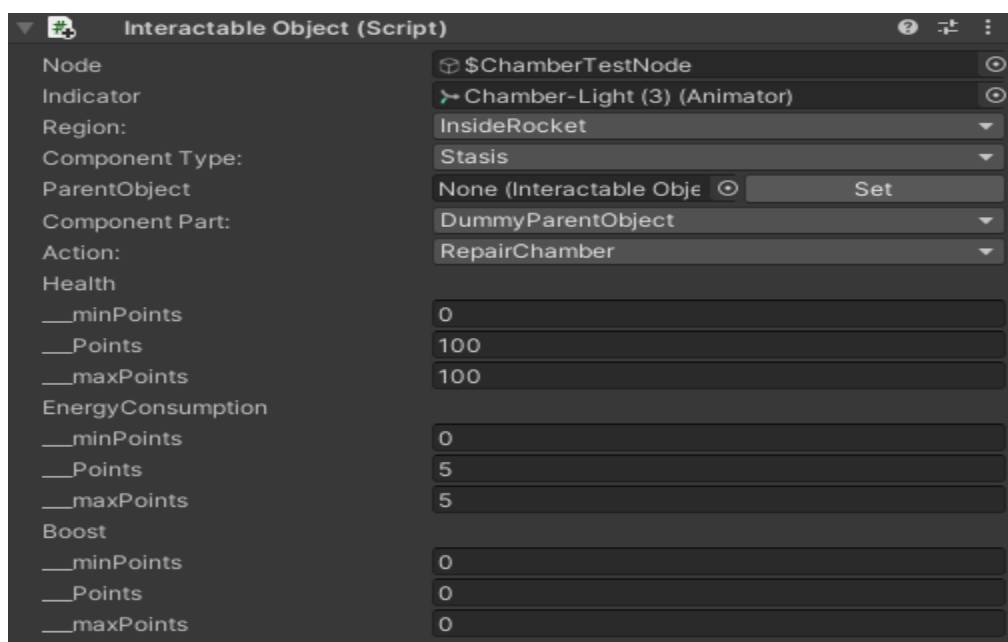 Interactable Object (Script)
Node $ChamberTestNode
Indicator Chamber-Light (3) (Animator)
Region: InsideRocket
Component Type: Stasis
ParentObject None (Interactable Obje Set
Component Part: DummyParentObject
Action: RepairChamber
Health
__minPoints 0
__Points 100
__maxPoints 100
EnergyConsumption
__minPoints 0
__Points 5
__maxPoints 5
Boost
__minPoints 0
__Points 0
__maxPoints 0